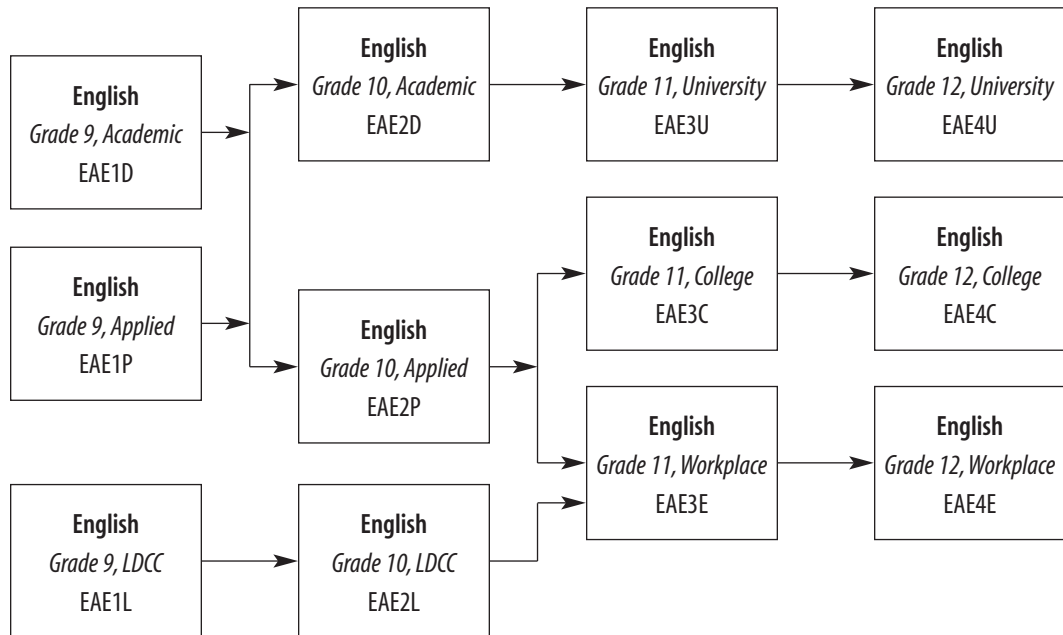 English
Grade 9, Academic
EAE1D
English
Grade 10, Academic
EAE2D
English
Grade 11, University
EAE3U
English
Grade 12, University
EAE4U
English
Grade 9, Applied
EAE1P
English
Grade 10, Applied
EAE2P
English
Grade 11, College
EAE3C
English
Grade 12, College
EAE4C
English
Grade 11, Workplace
EAE3E
English
Grade 12, Workplace
EAE4E
English
Grade 9, LDCC
EAE1L
English
Grade 10, LDCC
EAE2L